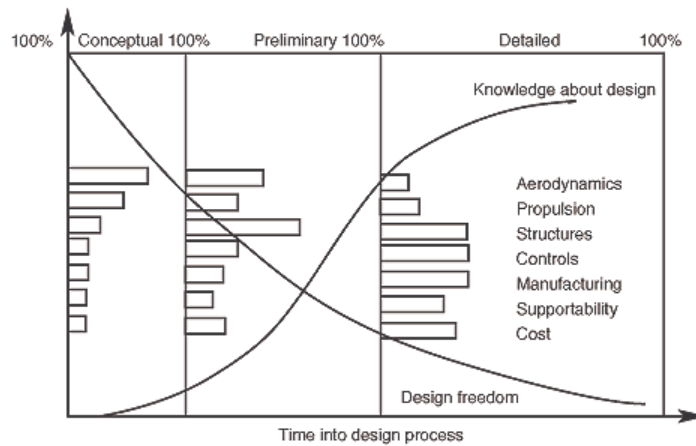 100% Conceptual 100% Preliminary 100% Detailed 100%
Knowledge about design
Aerodynamics
Propulsion
Structures
Controls
Manufacturing
Supportability
Cost
Design freedom
Time into design process